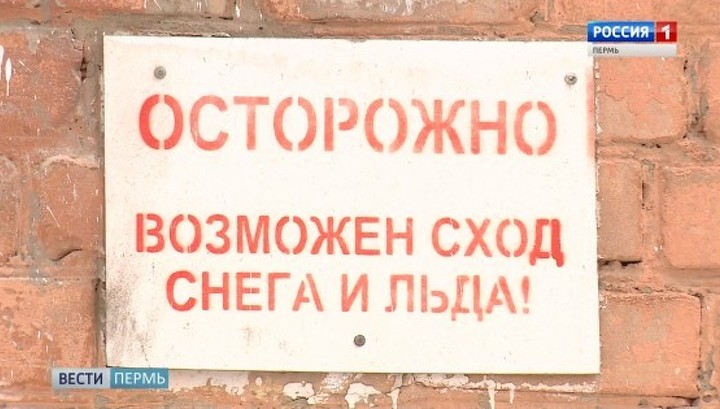 РОССИЯ 1
ПЕРМЬ
ОСТОРОЖНО
ВОЗМОЖЕН СХОД
СНЕГА И ЛЬДА!
ВЕСТИ ПЕРМЬ